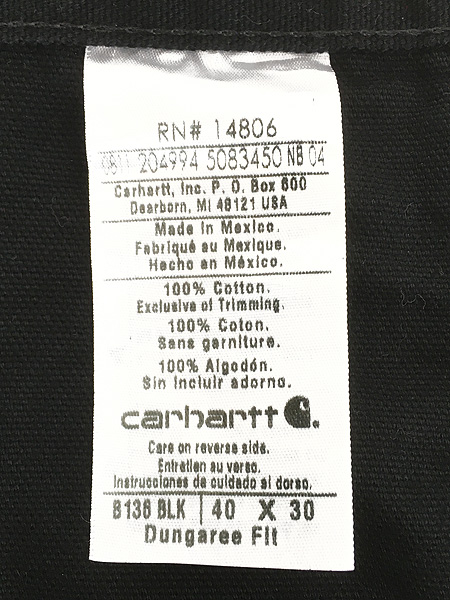 RN# 14806
0811 204994 5083450 NB 04
Carhartt, Inc. P. O. Box 600
Dearborn, MI 48121 USA
Made In Mexico.
Fabriqué au Mexique.
Hecho en México.
100% Cotton.
Exclusive of Trimming.
100% Coton.
Sans garniture.
100% Algodón.
Sin incluir adorno.
carhartt
Care on reverse side.
Entretien au verso.
Instrucciones de cuidado al dorso.
B136 BLK 40 X 30
Dungaree Fit